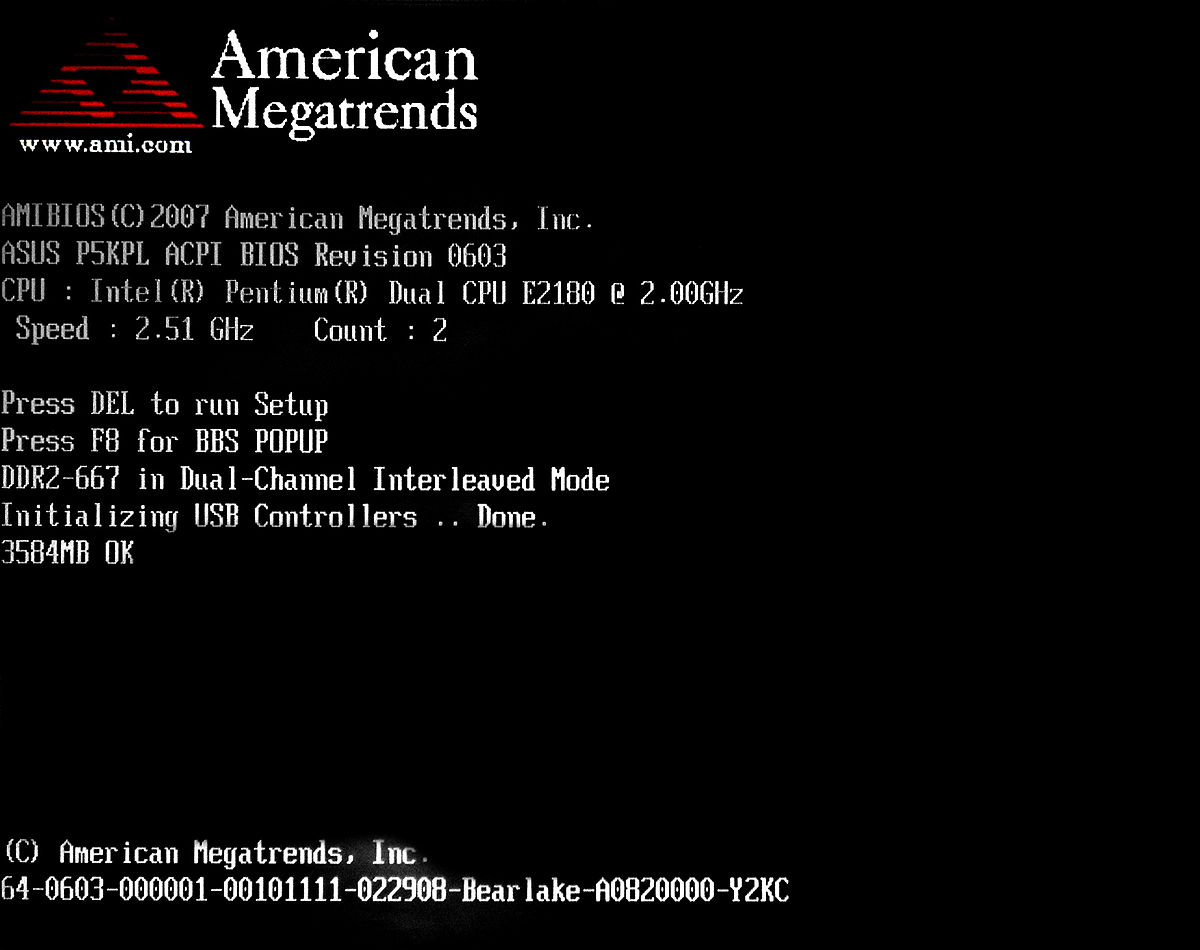 American
Megatrends
www.ami.com
AMIBIOS(C)2007 American Megatrends, Inc.
ASUS P5KPL ACPI BIOS Revision 0603
CPU : Intel(R) Pentium(R) Dual CPU E2180 @ 2.00GHz
Speed : 2.51 GHz Count : 2
Press DEL to run Setup
Press F8 for BBS POPUP
DDR2-667 in Dual-Channel Interleaved Mode
Initializing USB Controllers .. Done.
3584MB OK
(C) American Megatrends, Inc.
64-0603-000001-00101111-022908-Bearlake-A0820000-Y2KC